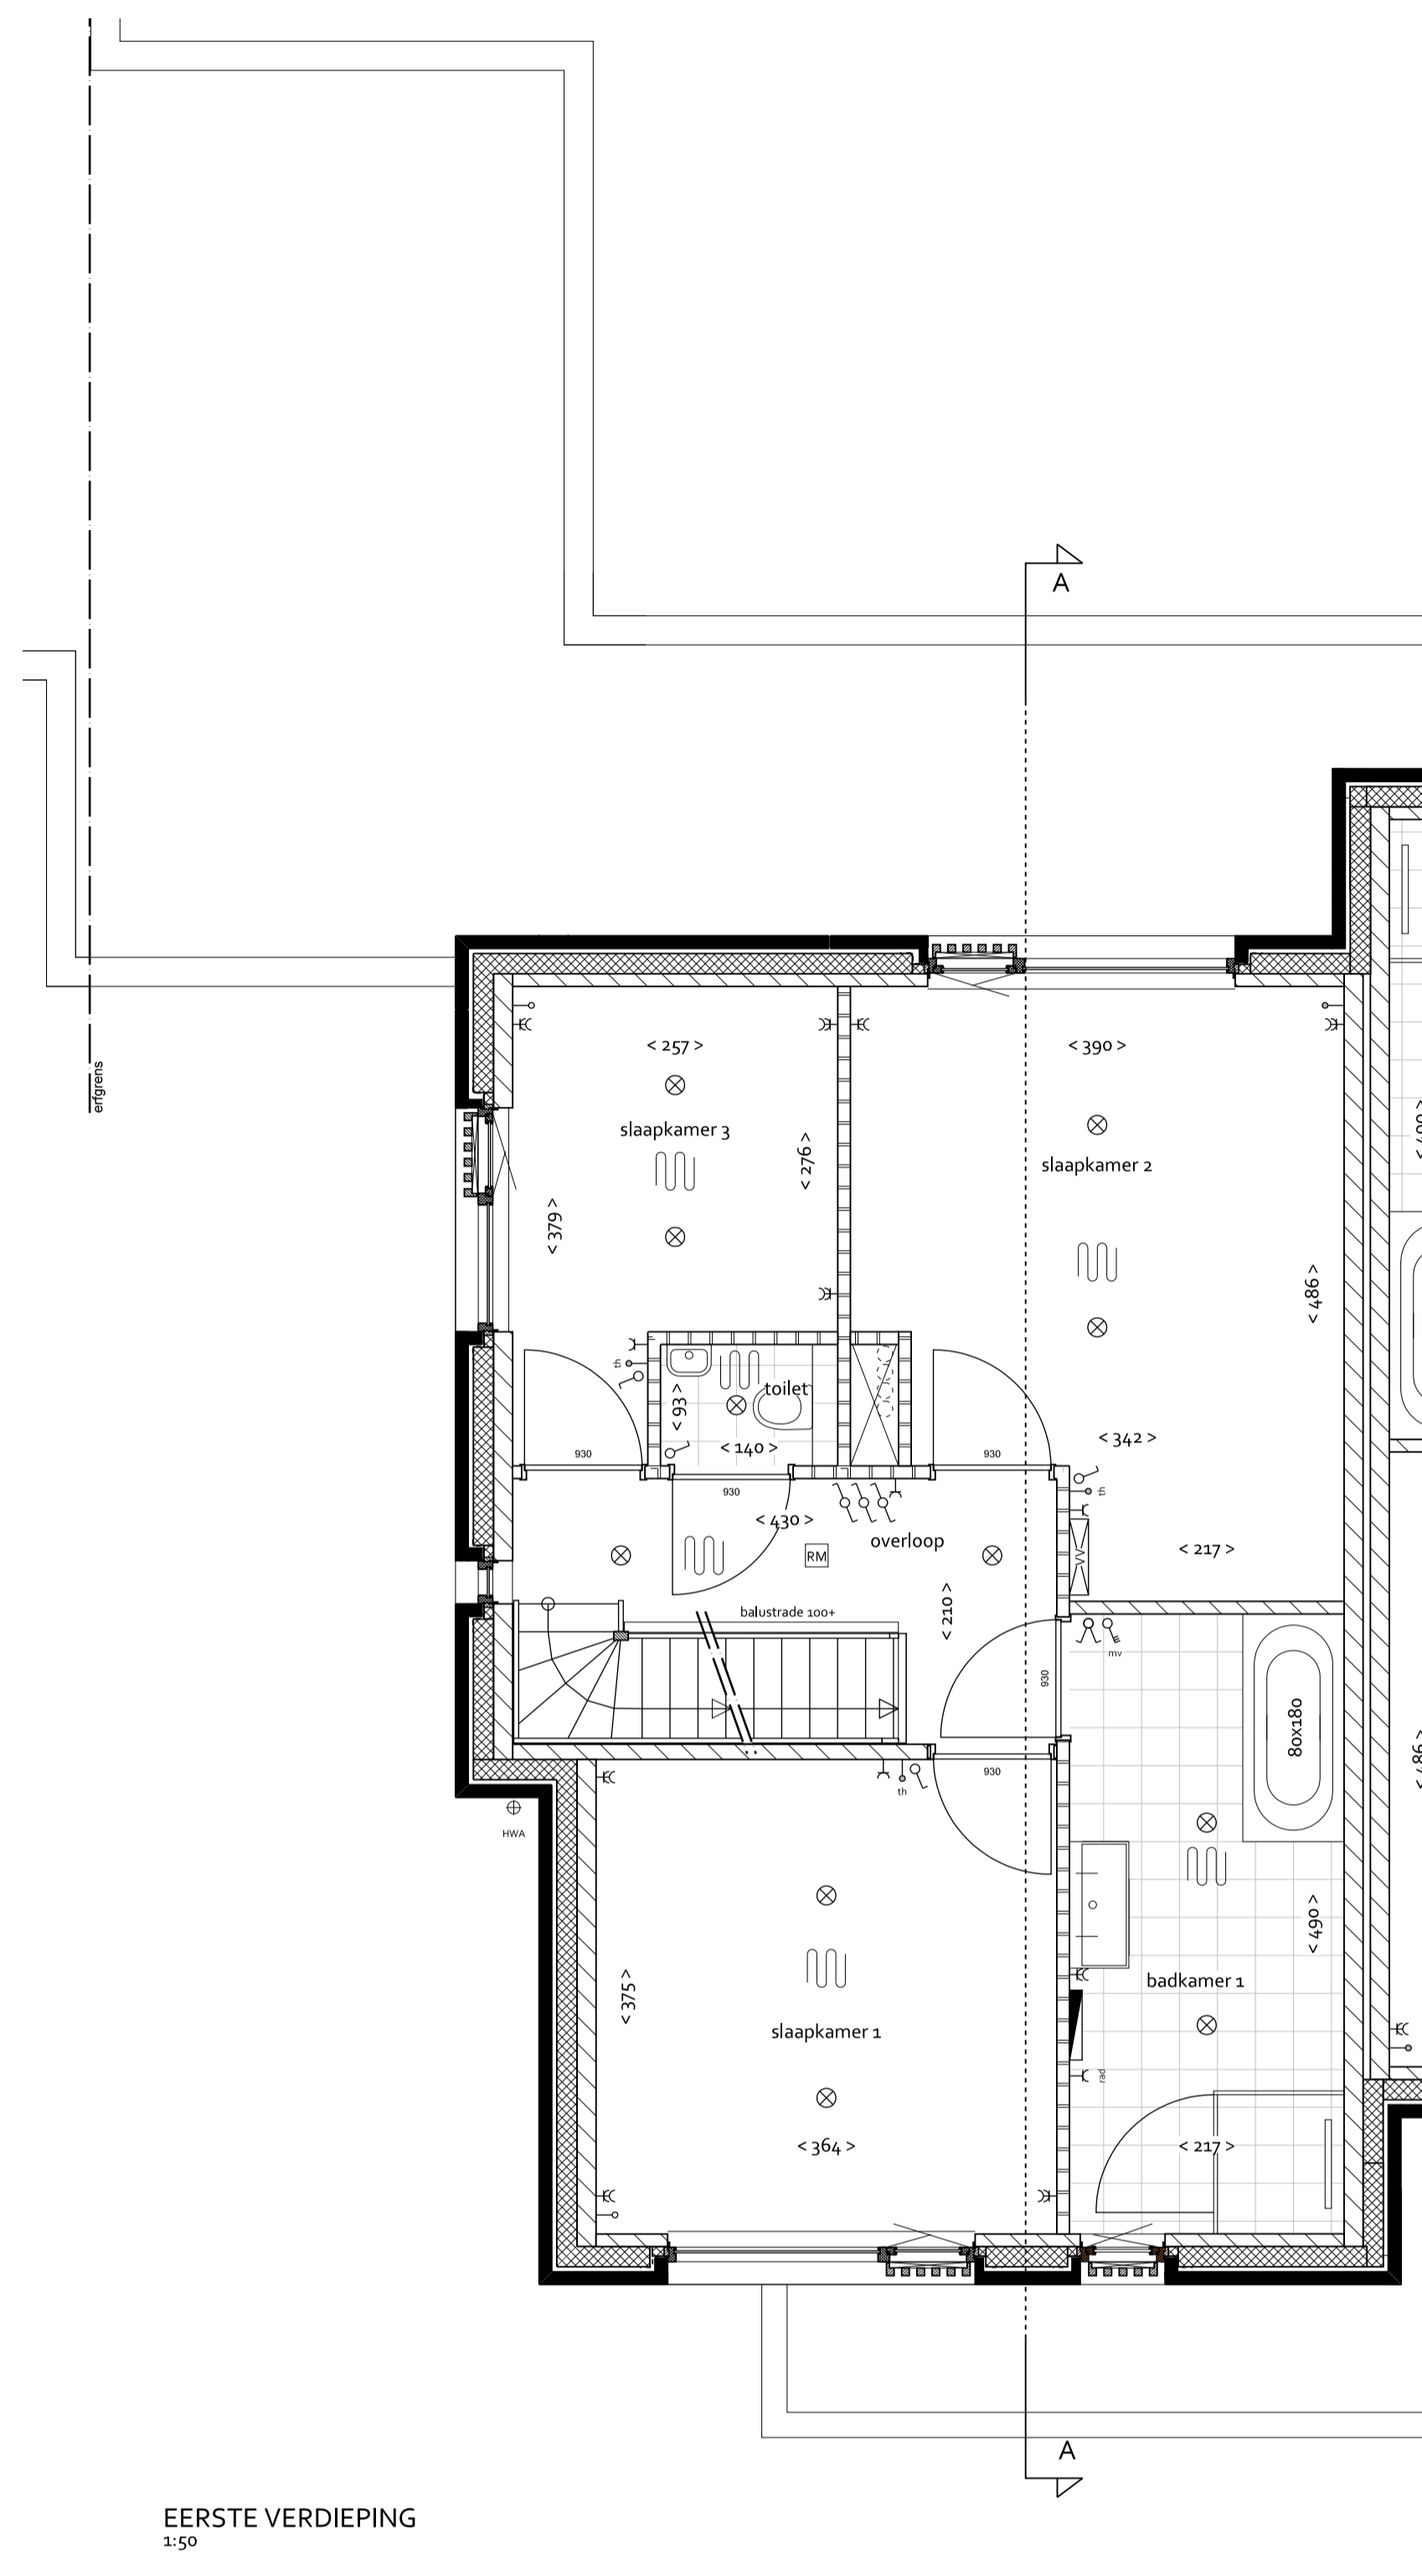 A
erfgrens
< 257 >
< 390 >
slaapkamer 3
< 276 >
slaapkamer 2
< 379 >
< 486 >
th
toilet
< 93 >
< 140 >
< 342 >
930
930
930
th
< 430 >
RM
overloop
VV
< 217 >
< 210 >
balustrade 100+
mv
930
80x180
930
th
HWA
< 490 >
< 375 >
badkamer 1
slaapkamer 1
rad
< 364 >
< 217 >
A
EERSTE VERDIEPING
1:50